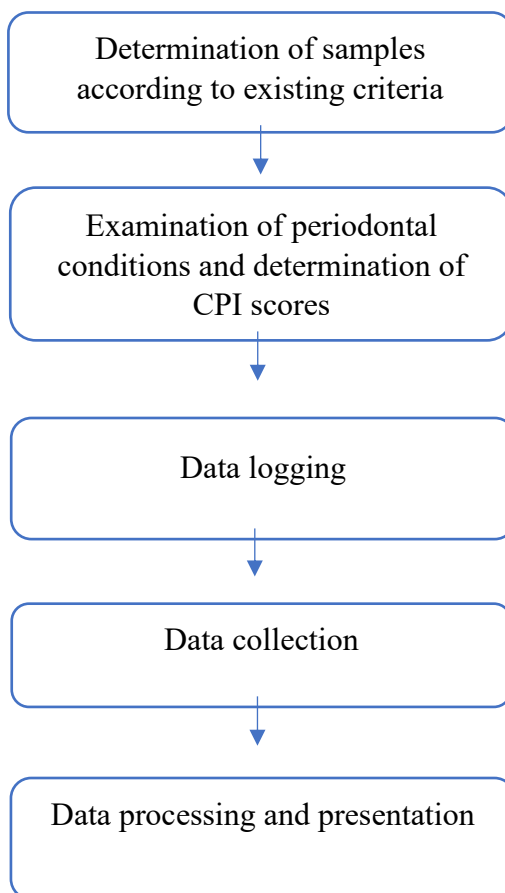 Determination of samples
according to existing criteria
Examination of periodontal
conditions and determination of
CPI scores
Data logging
Data collection
Data processing and presentation